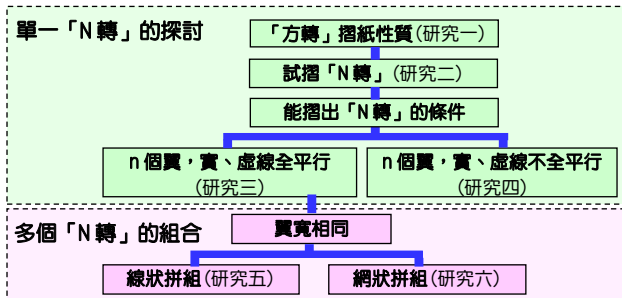 單一「N轉」的探討
「方轉」摺紙性質(研究一)
試摺「N轉」(研究二)
能摺出「N轉」的條件
n個翼，實、虛線全平行
(研究三)
n個翼，實、虛線不全平行
(研究四)
多個「N轉」的組合
翼寬相同
線狀拼組(研究五)
網狀拼組(研究六)